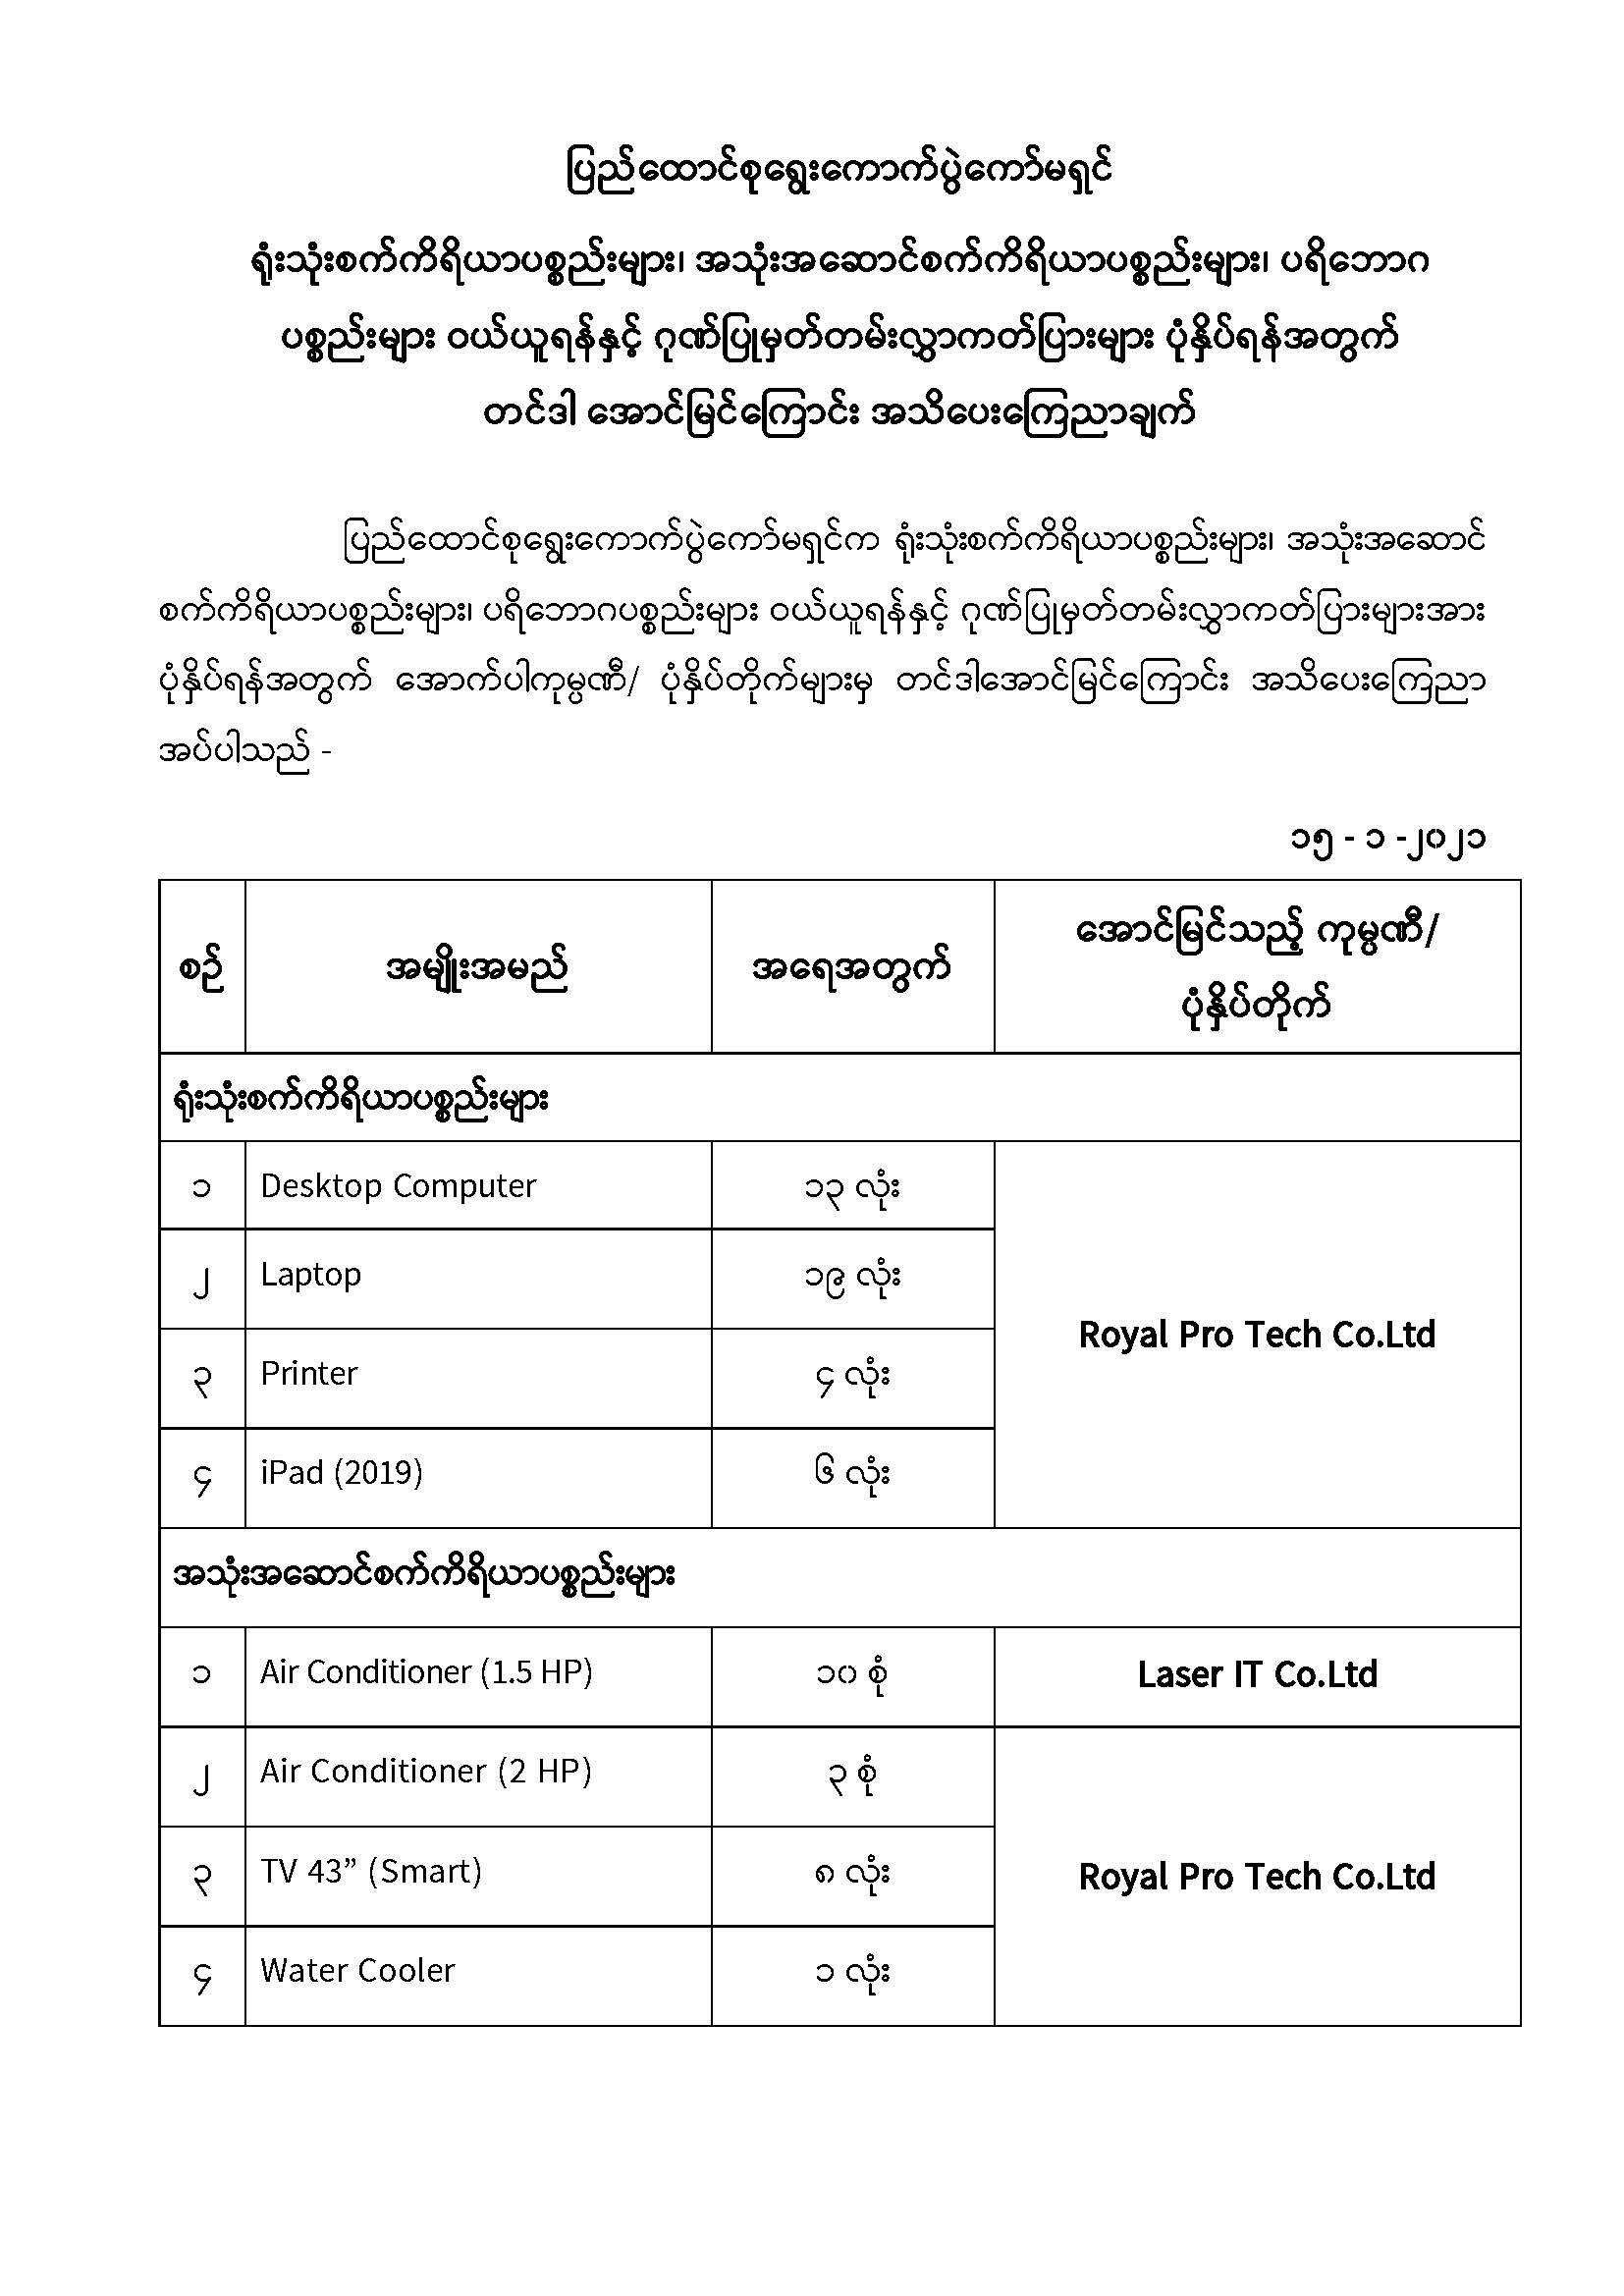 ပြည်ထောင်စုရွေးကောက်ပွဲကော်မရှင်
ရုံးသုံးစက်ကိရိယာပစ္စည်းများ၊ အသုံးအဆောင်စက်ကိရိယာပစ္စည်းများ၊ ပရိဘောဂ
ပစ္စည်းများ ဝယ်ယူရန်နှင့် ဂုဏ်ပြုမှတ်တမ်းလွှာကတ်ပြားများ ပုံနှိပ်ရန်အတွက်
တင်ဒါ အောင်မြင်ကြောင်း အသိပေးကြေညာချက်
ပြည်ထောင်စုရွေးကောက်ပွဲကော်မရှင်က ရုံးသုံးစက်ကိရိယာပစ္စည်းများ၊ အသုံးအဆောင်
စက်ကိရိယာပစ္စည်းများ၊ ပရိဘောဂပစ္စည်းများ ဝယ်ယူရန်နှင့် ဂုဏ်ပြုမှတ်တမ်းလွှာကတ်ပြားများအား
ပုံနှိပ်ရန်အတွက် အောက်ပါကုမ္ပဏီ/ ပုံနှိပ်တိုက်များမှ တင်ဒါအောင်မြင်ကြောင်း အသိပေးကြေညာ
အပ်ပါသည် -
၁၅ - ၁ -၂၀၂၁
စဉ် အမျိုးအမည် အရေအတွက် အောင်မြင်သည့် ကုမ္ပဏီ/
ပုံနှိပ်တိုက်
ရုံးသုံးစက်ကိရိယာပစ္စည်းများ
၁ Desktop Computer ၁၃ လုံး
၂ Laptop ၁၉ လုံး
Royal Pro Tech Co.Ltd
၃ Printer ၄ လုံး
၄ iPad (2019) ၆ လုံး
အသုံးအဆောင်စက်ကိရိယာပစ္စည်းများ
၁ Air Conditioner (1.5 HP) ၁၀ စုံ Laser IT Co.Ltd
၂ Air Conditioner (2 HP) ၃ စုံ
၃ TV 43” (Smart) ၈ လုံး Royal Pro Tech Co.Ltd
၄ Water Cooler ၁ လုံး